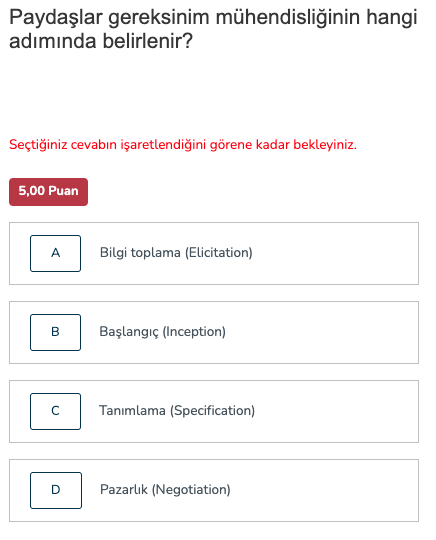 Paydaşlar gereksinim mühendisliğinin hangi
adımında belirlenir?
Seçtiğiniz cevabın işaretlendiğini görene kadar bekleyiniz.
5,00 Puan
A Bilgi toplama (Elicitation)
B Başlangıç (Inception)
C Tanımlama (Specification)
D Pazarlık (Negotiation)